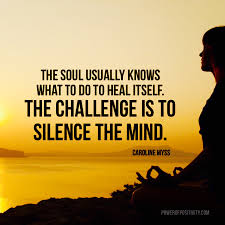 THE SOUL USUALLY KNOWS
WHAT TO DO TO HEAL ITSELF.
THE CHALLENGE IS TO
SILENCE THE MIND.
CAROLINE MYSS
POWEROFPOSITIVITY.COM